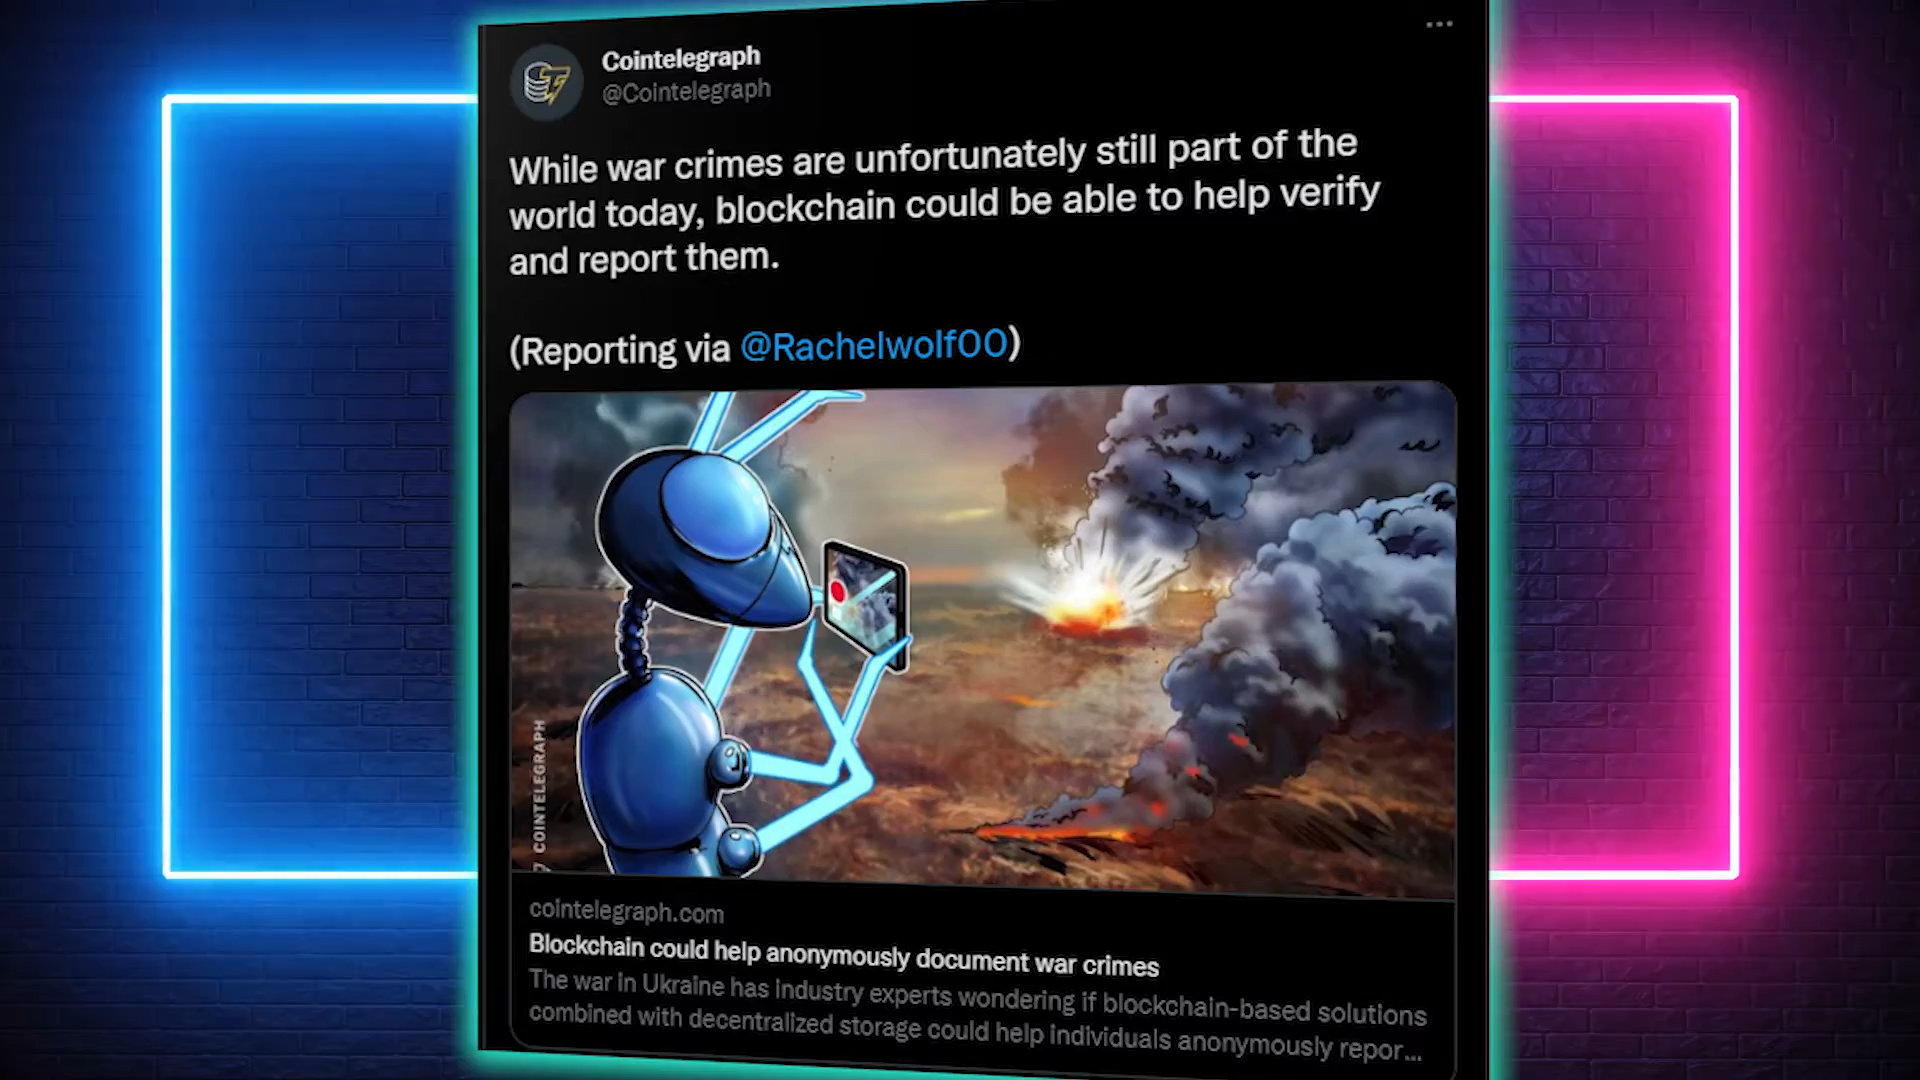 Cointelegraph
@Cointelegraph
While war crimes are unfortunately still part of the
world today, blockchain could be able to help verify
and report them.
(Reporting via @Rachelwolf00)
COINTELEGRAPH
cointelegraph.com
Blockchain could help anonymously document war crimes
The war in Ukraine has industry experts wondering if blockchain-based solutions
combined with decentralized storage could help individuals anonymously repor...